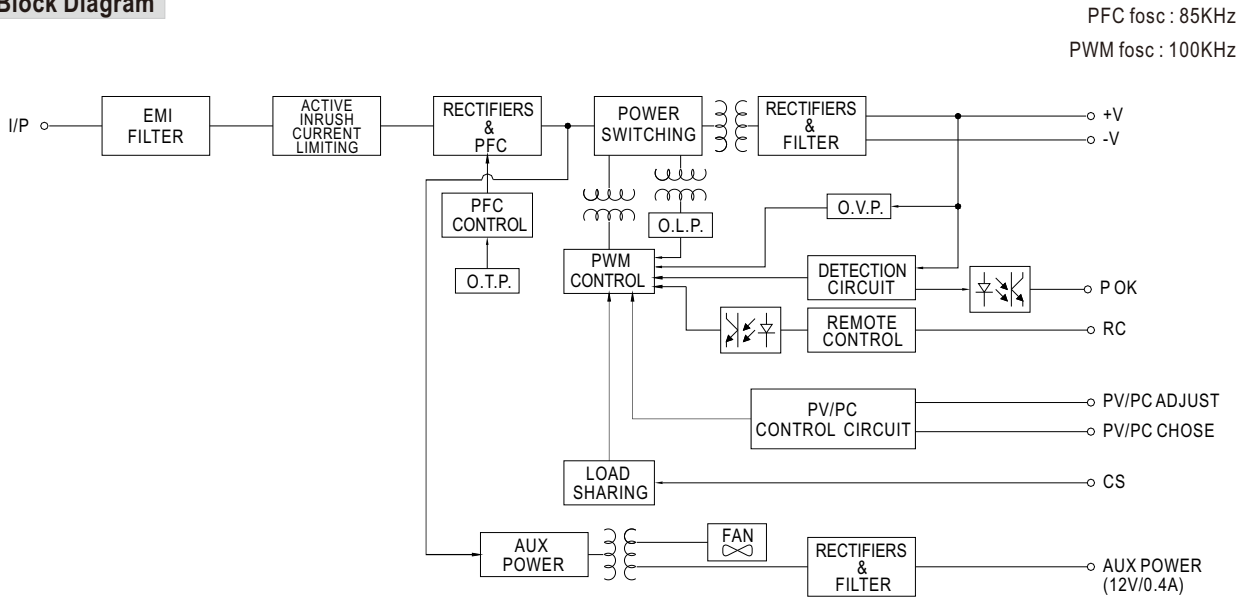 Block Diagram
PFC fosc : 85KHz
PWM fosc : 100KHz
I/P
EMI
FILTER
ACTIVE
INRUSH
CURRENT
LIMITING
RECTIFIERS
&
PFC
POWER
SWITCHING
RECTIFIERS
&
FILTER
+V
-V
PFC
CONTROL
O.T.P.
O.L.P.
O.V.P.
PWM
CONTROL
DETECTION
CIRCUIT
P OK
REMOTE
CONTROL
RC
PV/PC
CONTROL CIRCUIT
PV/PC ADJUST
PV/PC CHOSE
LOAD
SHARING
CS
AUX
POWER
FAN
RECTIFIERS
&
FILTER
AUX POWER
(12V/0.4A)